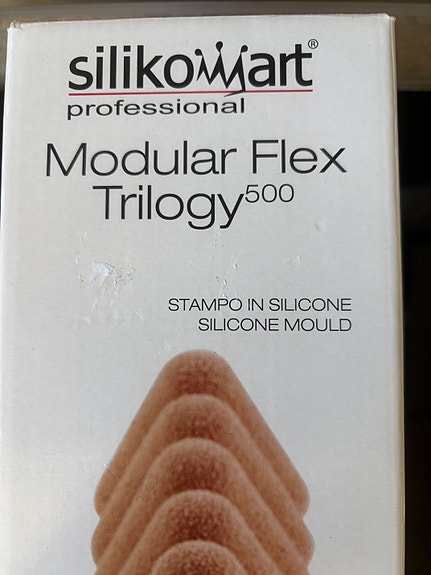 silikomart®
professional
Modular Flex
Trilogy⁵⁰⁰
STAMPO IN SILICONE
SILICONE MOULD